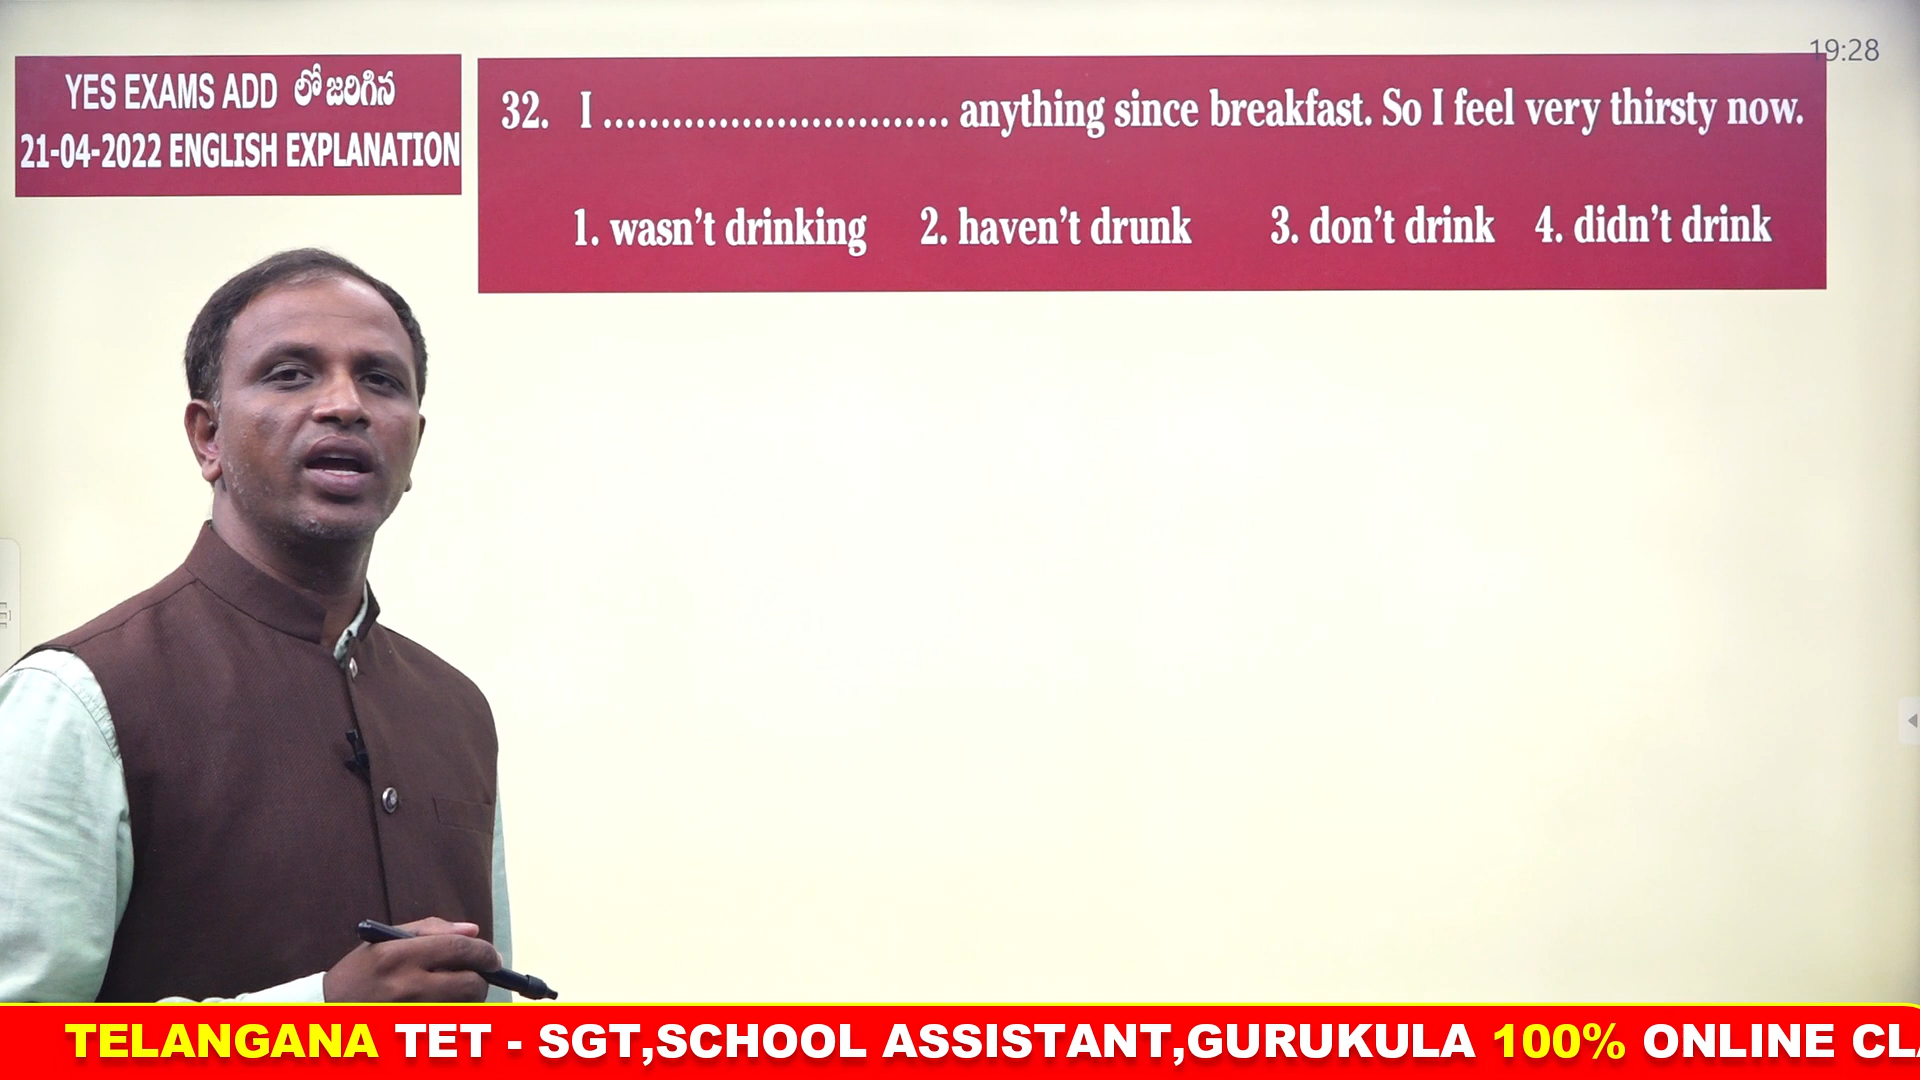 19:28
YES EXAMS ADD లో జరిగిన
21-04-2022 ENGLISH EXPLANATION
32. I .............................. anything since breakfast. So I feel very thirsty now.
1. wasn't drinking 2. haven't drunk 3. don't drink 4. didn't drink
TELANGANA TET - SGT,SCHOOL ASSISTANT,GURUKULA 100% ONLINE CL